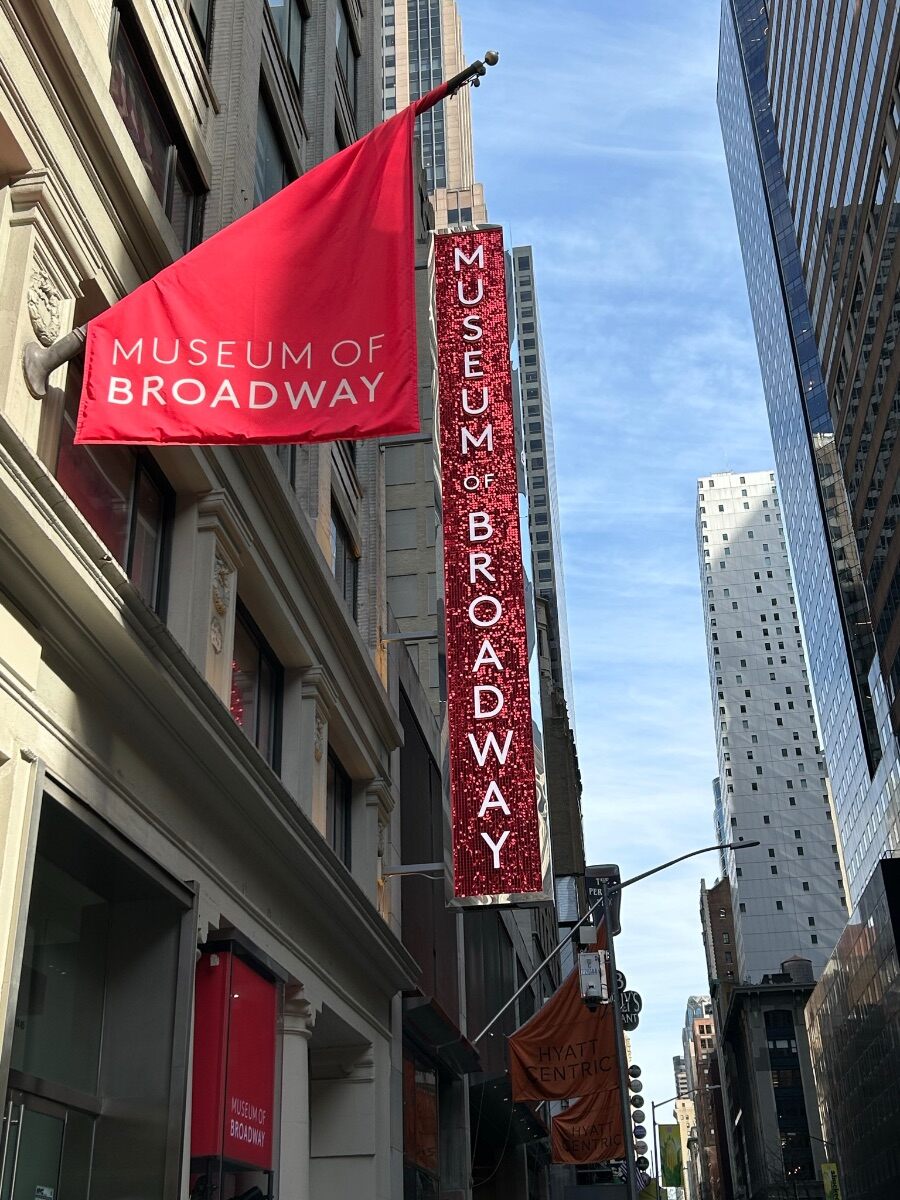 MUSEUM OF
BROADWAY
MUSEUM OF BROADWAY
MUSEUM OF
BROADWAY
HYATT
CENTRIC
HYATT
CENTRIC